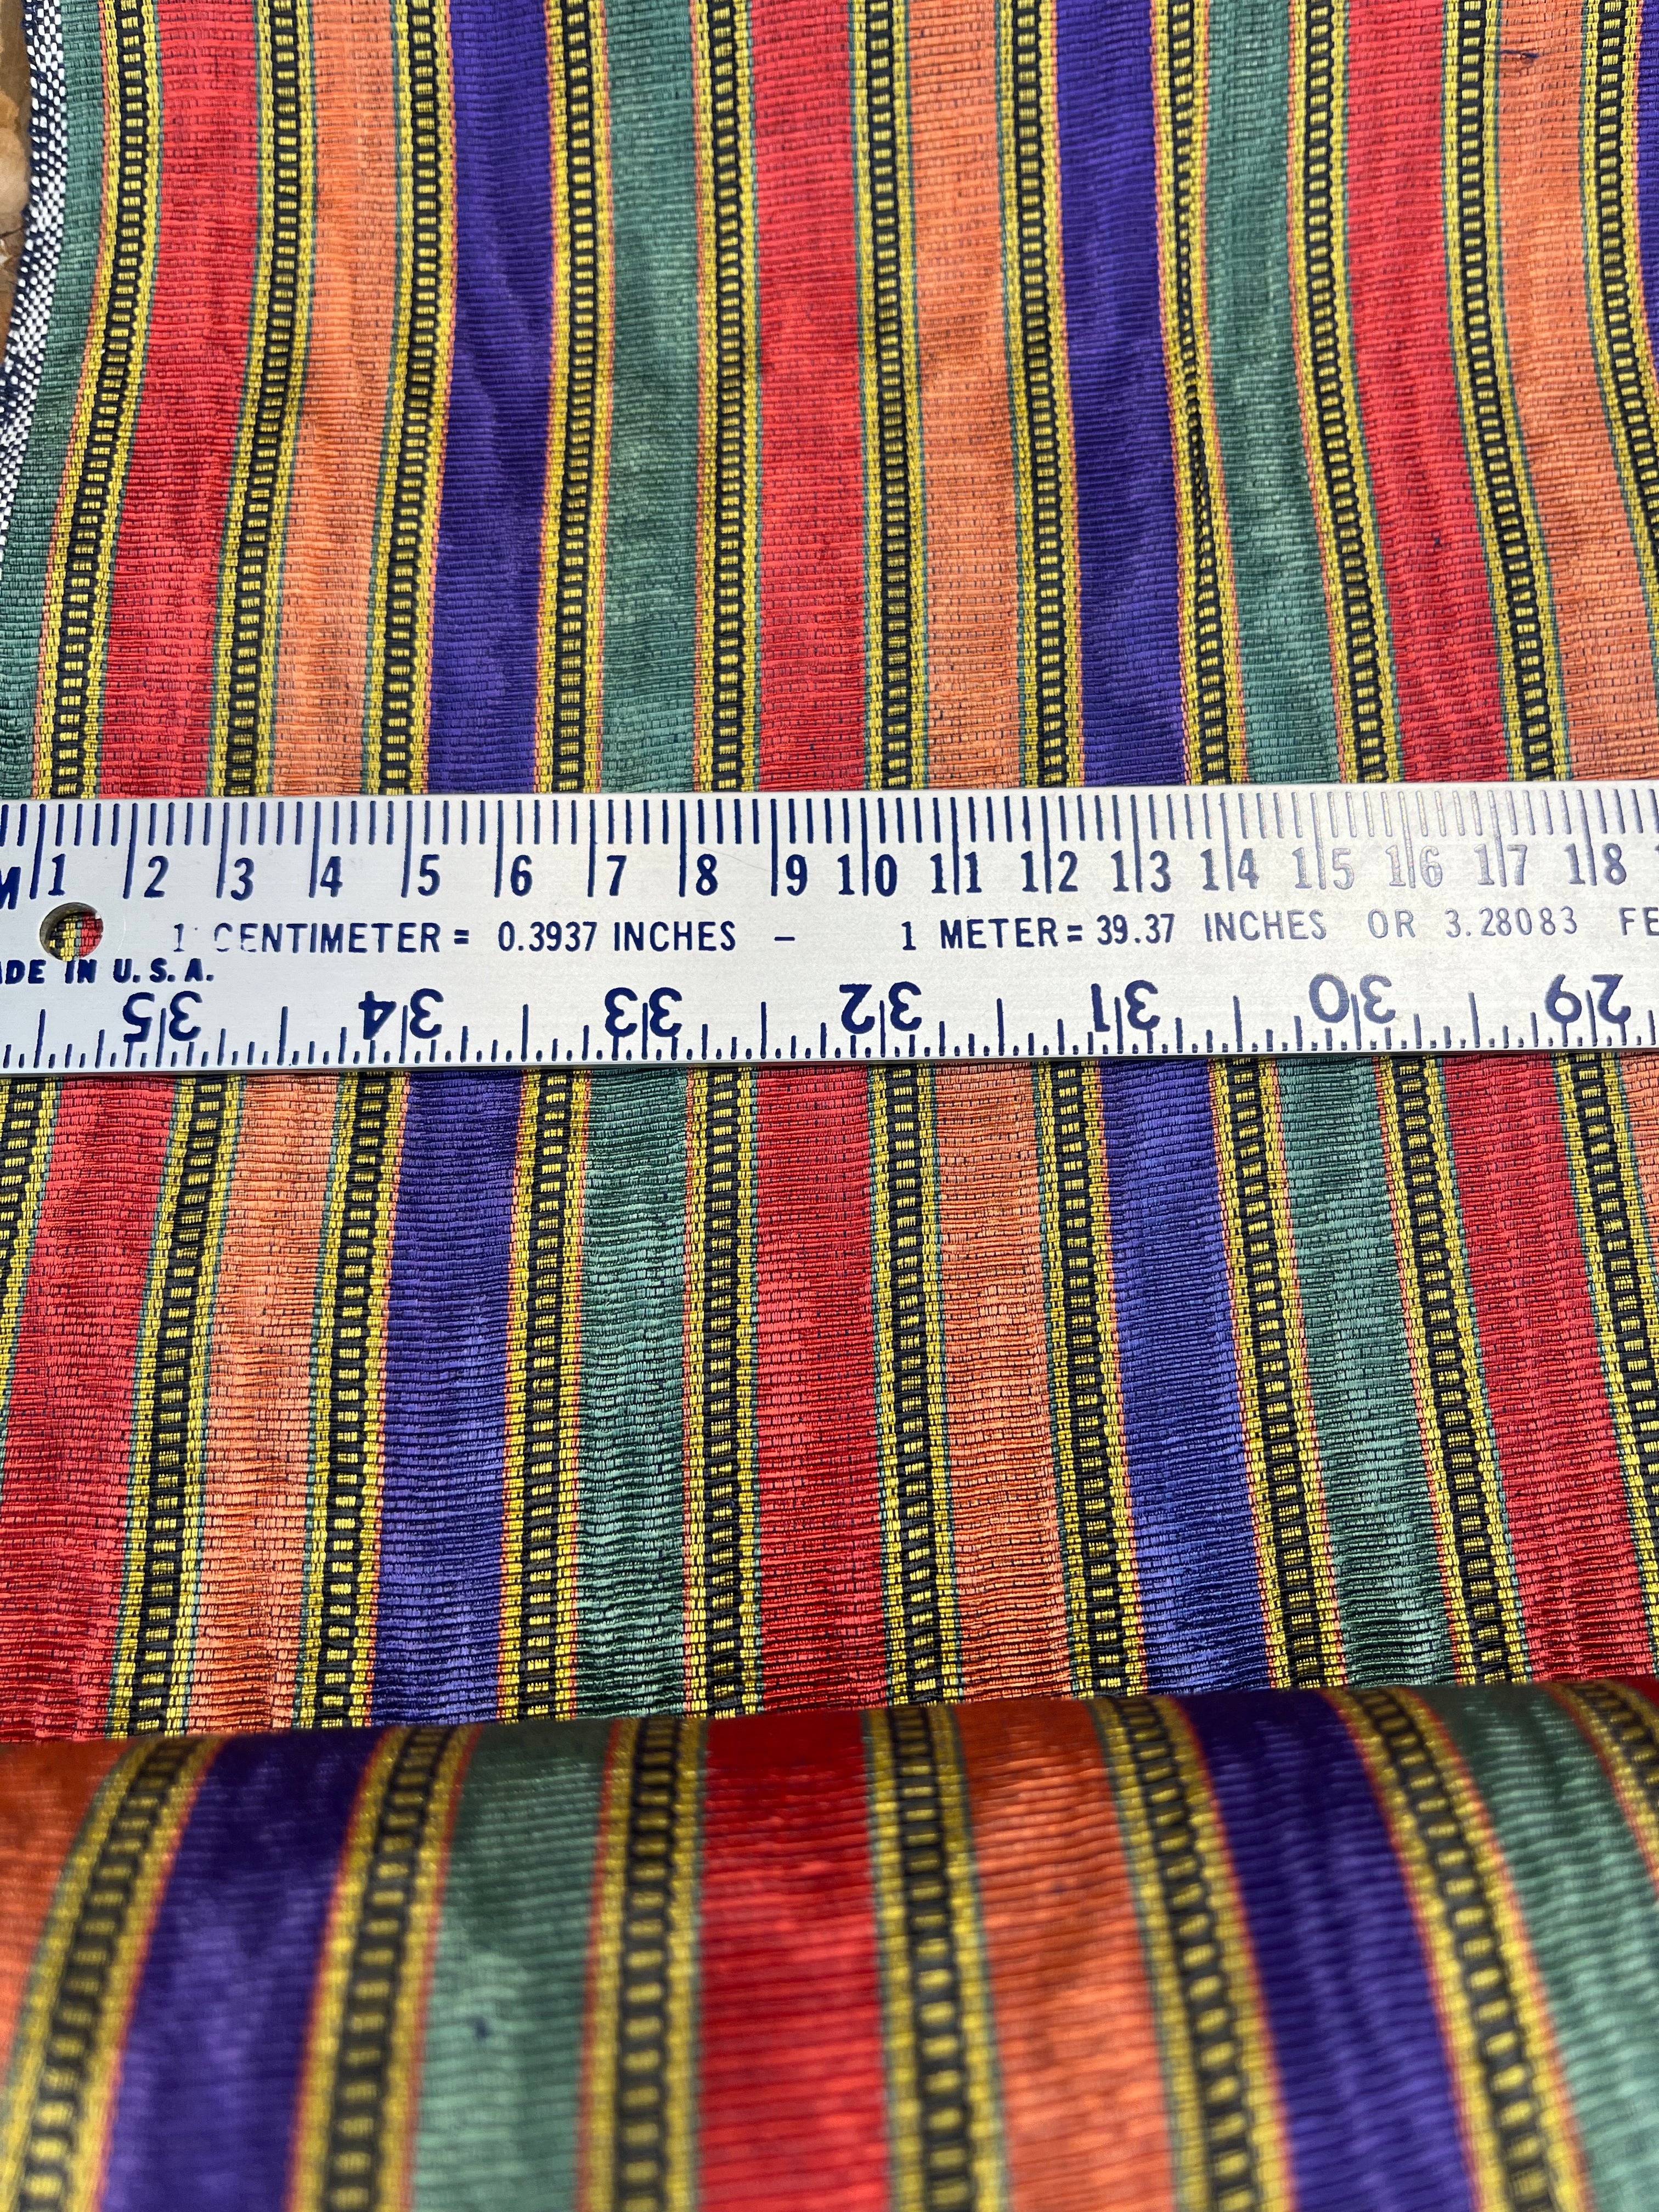 M 1 2 3 4 5 6 7 8 9 10 11 12 13 14 15 16 17 18 1
1 CENTIMETER = 0.3937 INCHES – 1 METER = 39.37 INCHES OR 3.28083 FE
ADE IN U.S.A.
35 34 33 32 31 30 29